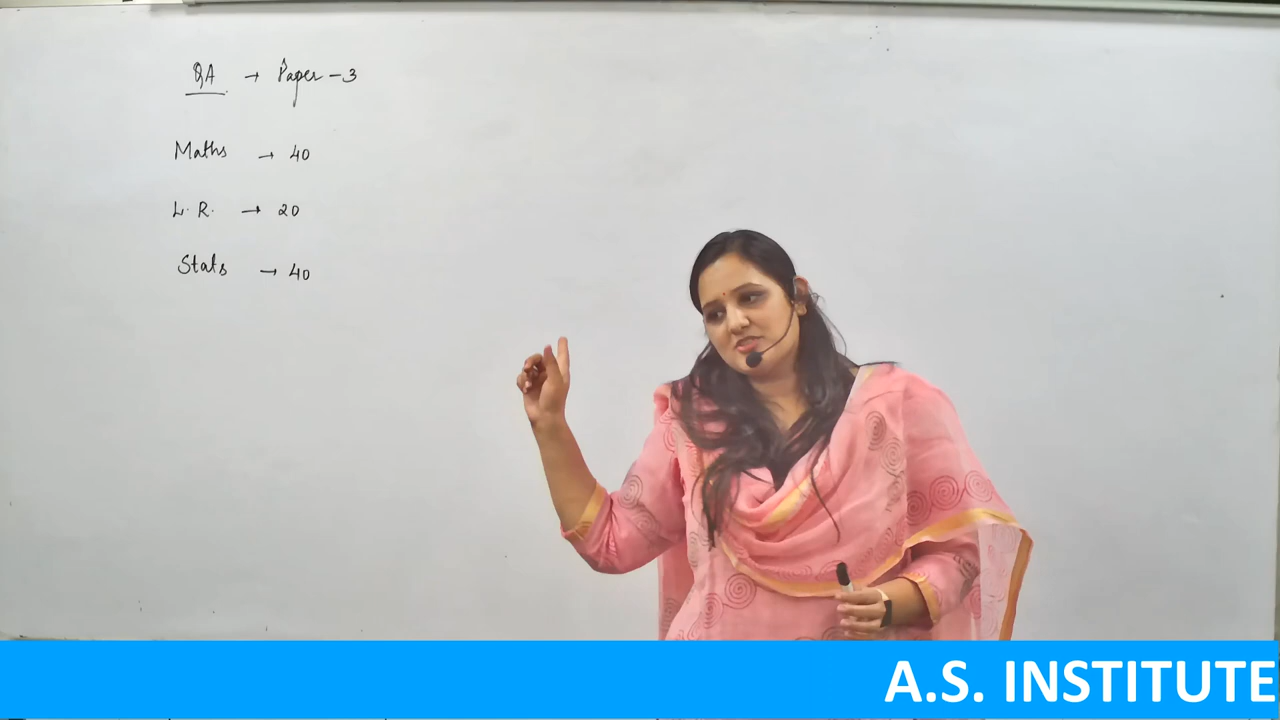 QA → Paper - 3
Maths → 40
L.R. → 20
Stats → 40
A.S. INSTITUTE